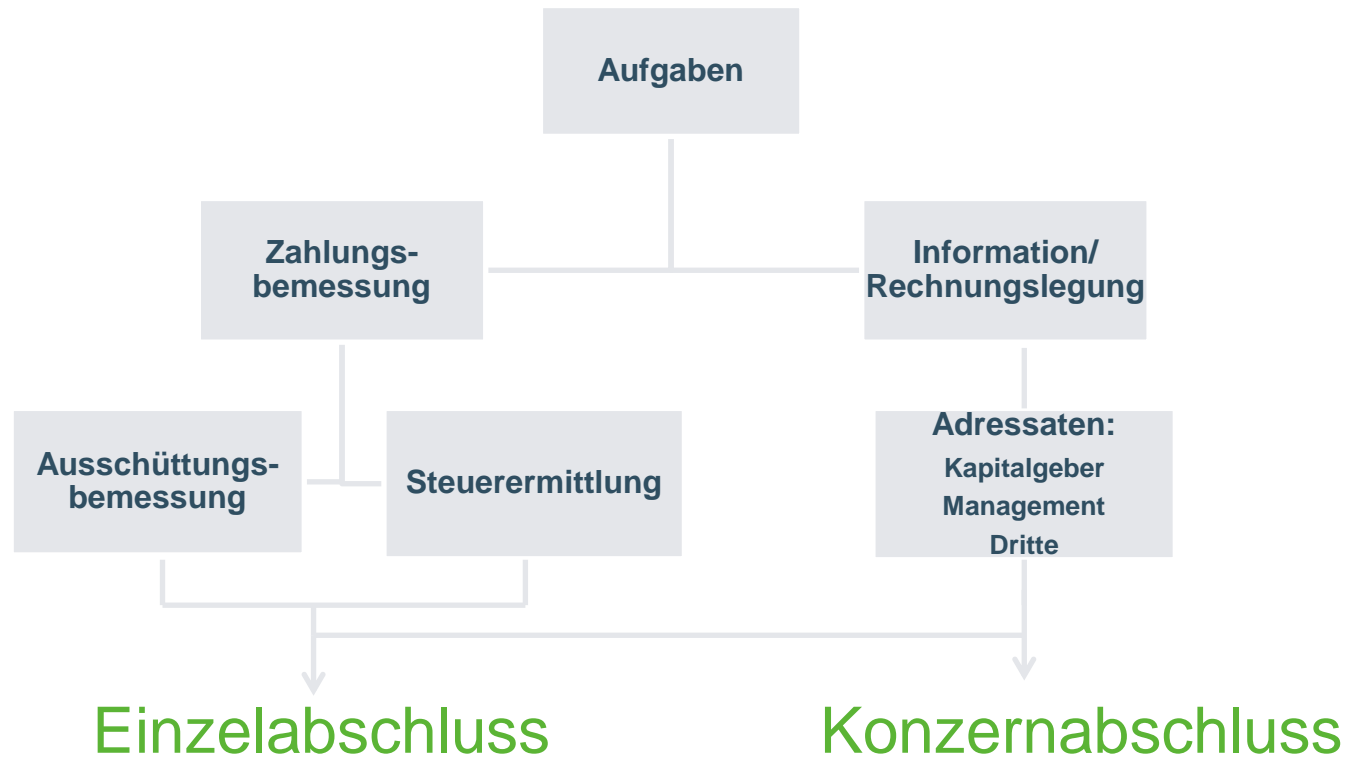 Aufgaben
Zahlungs-
bemessung
Information/
Rechnungslegung
Ausschüttungs-
bemessung
Steuerermittlung
Adressaten:
Kapitalgeber
Management
Dritte
Einzelabschluss
Konzernabschluss